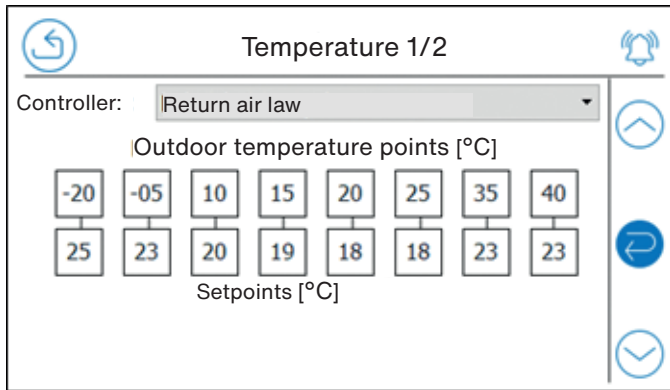 Temperature 1/2
Controller: Return air law
Outdoor temperature points [°C]
-20 -05 10 15 20 25 35 40
25 23 20 19 18 18 23 23
Setpoints [°C]